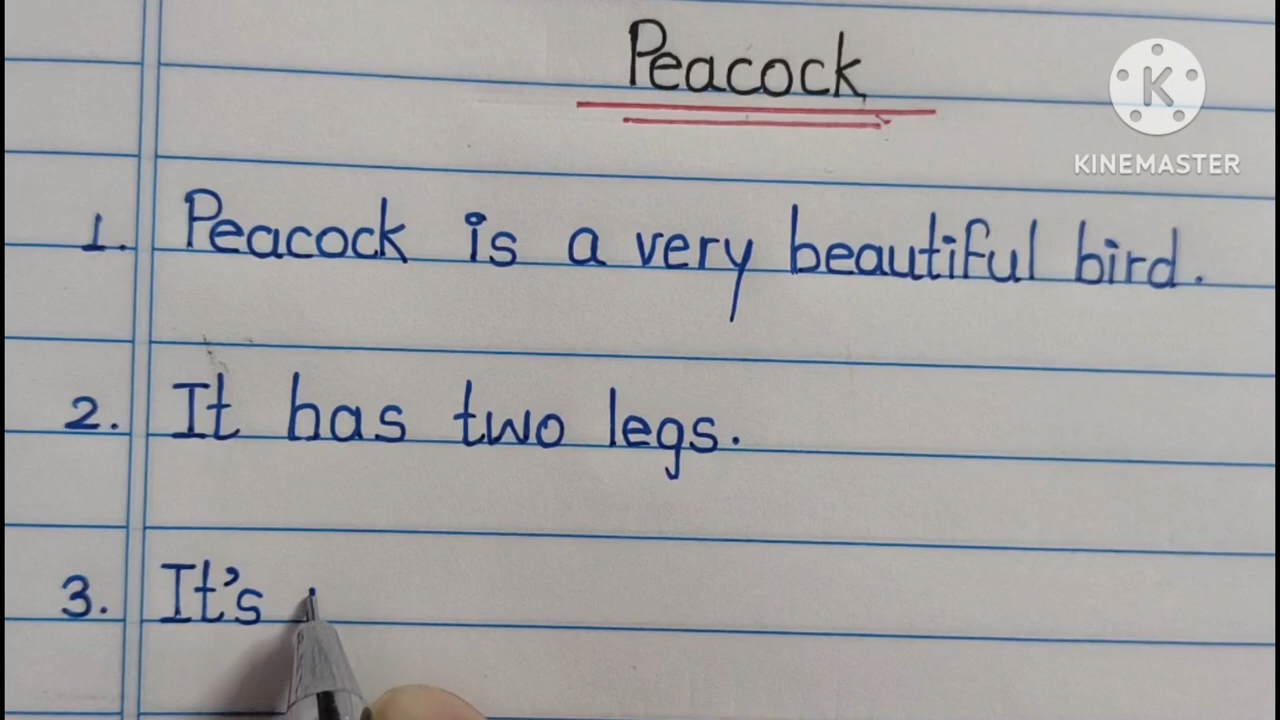 Peacock
KINEMASTER
1. Peacock is a very beautiful bird.
2. It has two legs.
3. It's